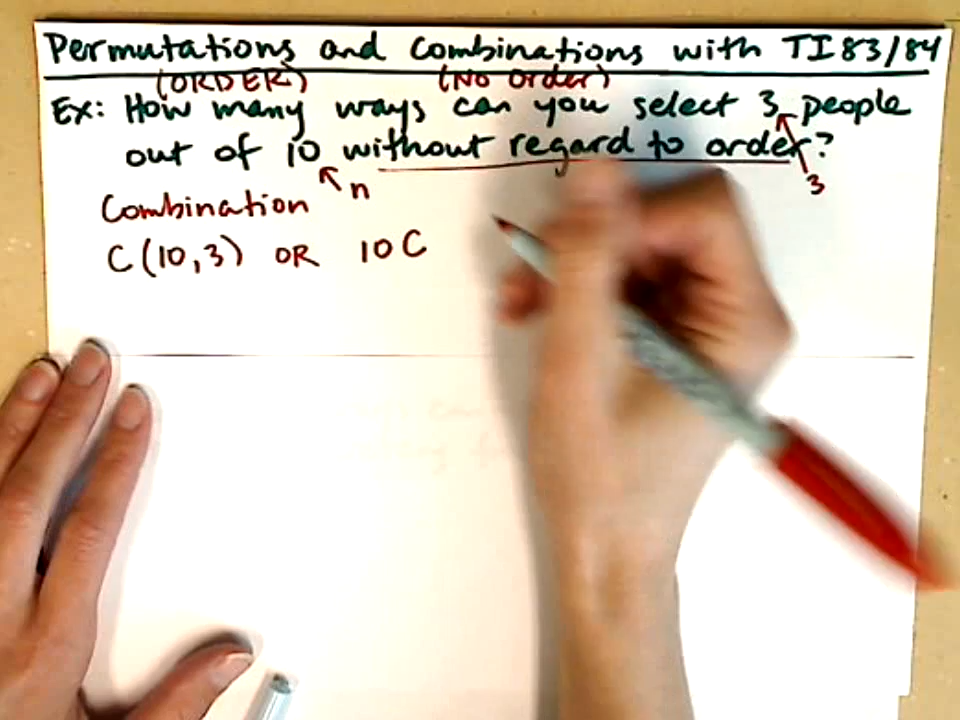 Permutations and Combinations with TI83/84
(ORDER) (No Order)
Ex: How many ways can you select 3 people
out of 10 without regard to order?
n 3
Combination
C(10,3) OR 10C